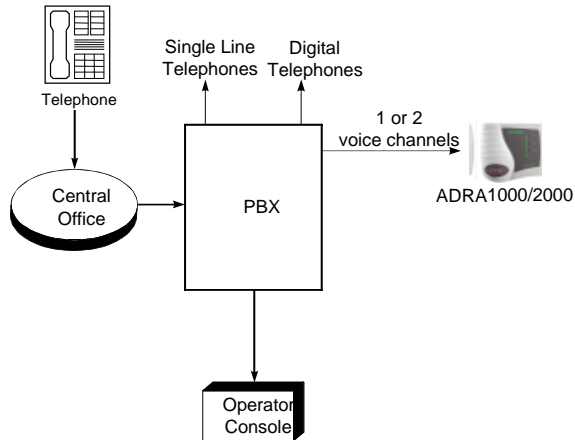 Single Line
Telephones
Digital
Telephones
Telephone
1 or 2
voice channels
ADRA1000/2000
Central
Office
PBX
Operator
Console